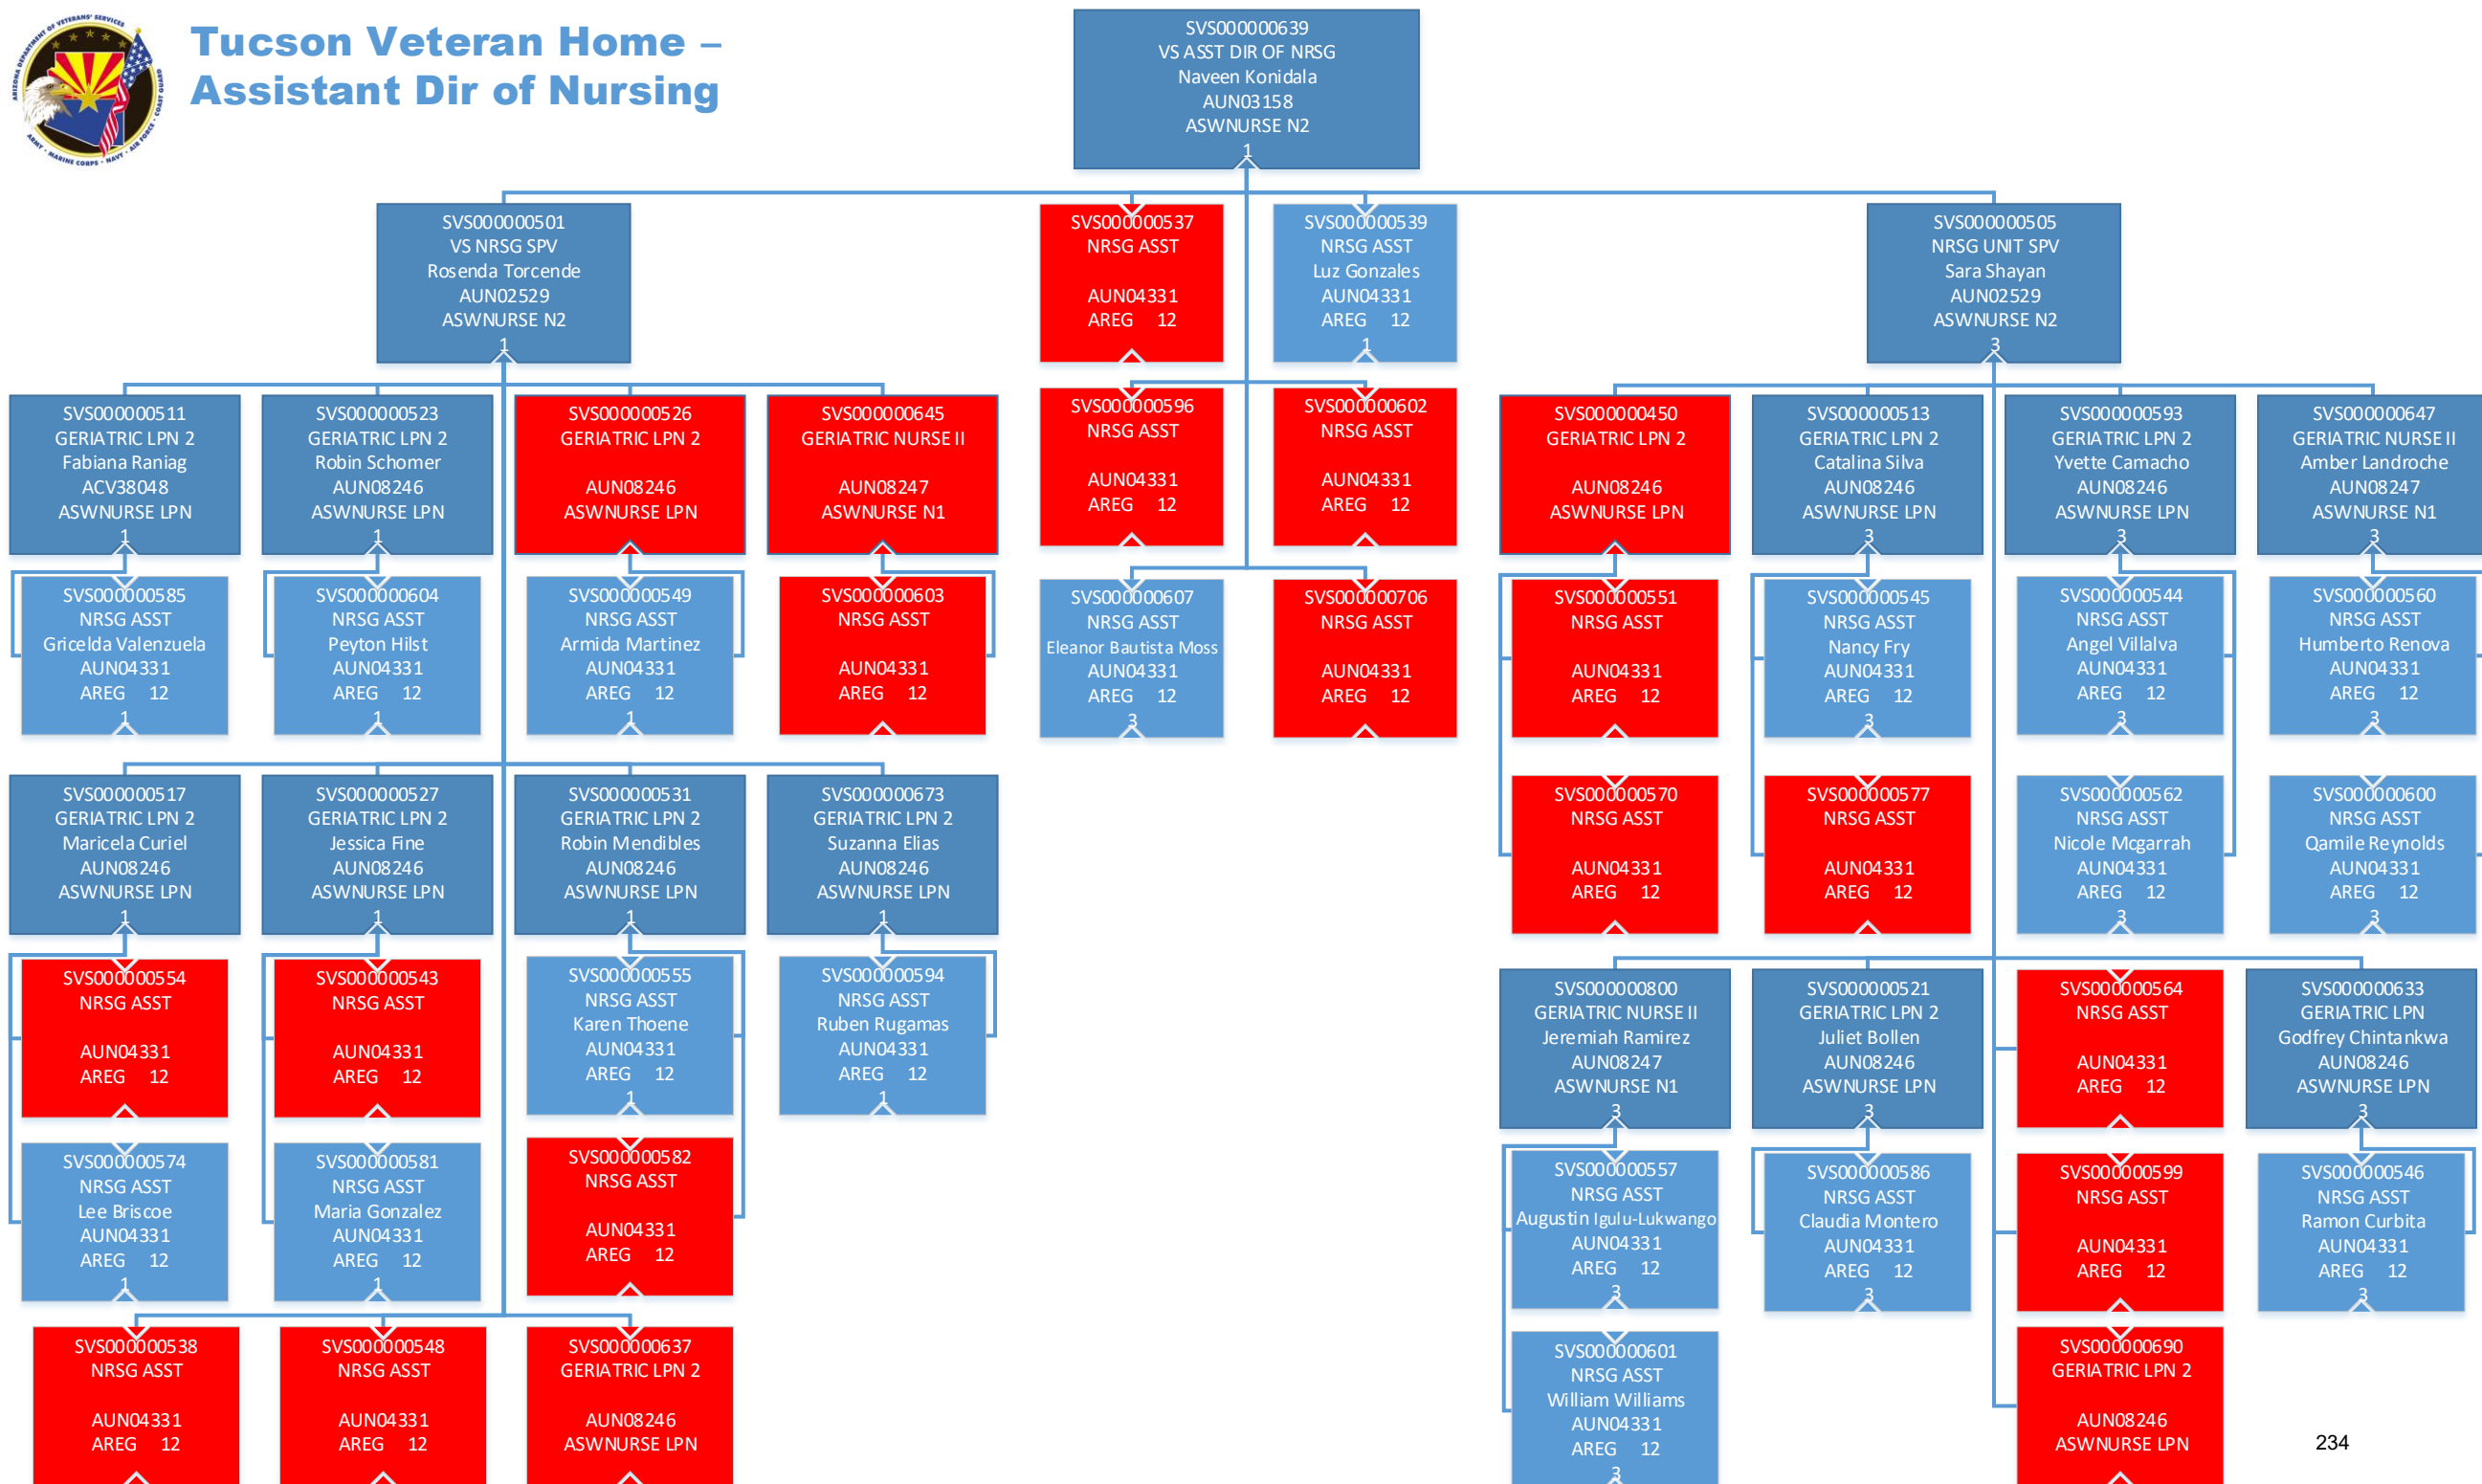 ARIZONA DEPARTMENT OF VETERANS' SERVICES
ARMY - MARINE CORPS - NAVY - AIR FORCE - COAST GUARD
Tucson Veteran Home –
Assistant Dir of Nursing
SVS000000639
VS ASST DIR OF NRSG
Naveen Konidala
AUN03158
ASWNURSE N2
1
SVS000000501
VS NRSG SPV
Rosenda Torcende
AUN02529
ASWNURSE N2
1
SVS000000537
NRSG ASST
AUN04331
AREG 12
SVS000000539
NRSG ASST
Luz Gonzales
AUN04331
AREG 12
1
SVS000000505
NRSG UNIT SPV
Sara Shayan
AUN02529
ASWNURSE N2
3
SVS000000511
GERIATRIC LPN 2
Fabiana Raniag
ACV38048
ASWNURSE LPN
1
SVS000000523
GERIATRIC LPN 2
Robin Schomer
AUN08246
ASWNURSE LPN
1
SVS000000526
GERIATRIC LPN 2
AUN08246
ASWNURSE LPN
SVS000000645
GERIATRIC NURSE II
AUN08247
ASWNURSE N1
SVS000000596
NRSG ASST
AUN04331
AREG 12
SVS000000602
NRSG ASST
AUN04331
AREG 12
SVS000000450
GERIATRIC LPN 2
AUN08246
ASWNURSE LPN
SVS000000513
GERIATRIC LPN 2
Catalina Silva
AUN08246
ASWNURSE LPN
3
SVS000000593
GERIATRIC LPN 2
Yvette Camacho
AUN08246
ASWNURSE LPN
3
SVS000000647
GERIATRIC NURSE II
Amber Landroche
AUN08247
ASWNURSE N1
3
SVS000000585
NRSG ASST
Gricelda Valenzuela
AUN04331
AREG 12
1
SVS000000604
NRSG ASST
Peyton Hilst
AUN04331
AREG 12
1
SVS000000549
NRSG ASST
Armida Martinez
AUN04331
AREG 12
1
SVS000000603
NRSG ASST
AUN04331
AREG 12
SVS000000607
NRSG ASST
Eleanor Bautista Moss
AUN04331
AREG 12
3
SVS000000706
NRSG ASST
AUN04331
AREG 12
SVS000000551
NRSG ASST
AUN04331
AREG 12
SVS000000545
NRSG ASST
Nancy Fry
AUN04331
AREG 12
3
SVS000000544
NRSG ASST
Angel Villalva
AUN04331
AREG 12
3
SVS000000560
NRSG ASST
Humberto Renova
AUN04331
AREG 12
3
SVS000000517
GERIATRIC LPN 2
Maricela Curiel
AUN08246
ASWNURSE LPN
1
SVS000000527
GERIATRIC LPN 2
Jessica Fine
AUN08246
ASWNURSE LPN
1
SVS000000531
GERIATRIC LPN 2
Robin Mendibles
AUN08246
ASWNURSE LPN
1
SVS000000673
GERIATRIC LPN 2
Suzanna Elias
AUN08246
ASWNURSE LPN
1
SVS000000570
NRSG ASST
AUN04331
AREG 12
SVS000000577
NRSG ASST
AUN04331
AREG 12
SVS000000562
NRSG ASST
Nicole Mcgarrah
AUN04331
AREG 12
3
SVS000000600
NRSG ASST
Qamile Reynolds
AUN04331
AREG 12
3
SVS000000554
NRSG ASST
AUN04331
AREG 12
SVS000000543
NRSG ASST
AUN04331
AREG 12
SVS000000555
NRSG ASST
Karen Thoene
AUN04331
AREG 12
1
SVS000000594
NRSG ASST
Ruben Rugamas
AUN04331
AREG 12
1
SVS000000800
GERIATRIC NURSE II
Jeremiah Ramirez
AUN08247
ASWNURSE N1
3
SVS000000521
GERIATRIC LPN 2
Juliet Bollen
AUN08246
ASWNURSE LPN
3
SVS000000564
NRSG ASST
AUN04331
AREG 12
SVS000000633
GERIATRIC LPN
Godfrey Chintankwa
AUN08246
ASWNURSE LPN
3
SVS000000574
NRSG ASST
Lee Briscoe
AUN04331
AREG 12
1
SVS000000581
NRSG ASST
Maria Gonzalez
AUN04331
AREG 12
1
SVS000000582
NRSG ASST
AUN04331
AREG 12
SVS000000557
NRSG ASST
Augustin Igulu-Lukwango
AUN04331
AREG 12
3
SVS000000586
NRSG ASST
Claudia Montero
AUN04331
AREG 12
3
SVS000000599
NRSG ASST
AUN04331
AREG 12
SVS000000546
NRSG ASST
Ramon Curbita
AUN04331
AREG 12
3
SVS000000538
NRSG ASST
AUN04331
AREG 12
SVS000000548
NRSG ASST
AUN04331
AREG 12
SVS000000637
GERIATRIC LPN 2
AUN08246
ASWNURSE LPN
SVS000000601
NRSG ASST
William Williams
AUN04331
AREG 12
3
SVS000000690
GERIATRIC LPN 2
AUN08246
ASWNURSE LPN
234